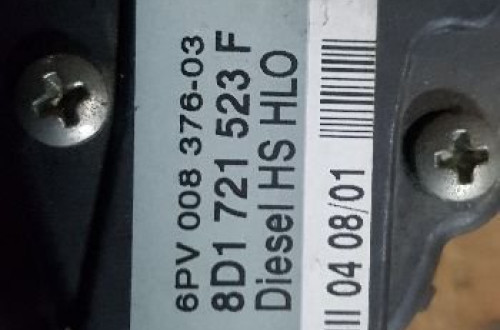 6PV 008 376-03
8D1 721 523 F
Diesel HS HLO
04 08/01